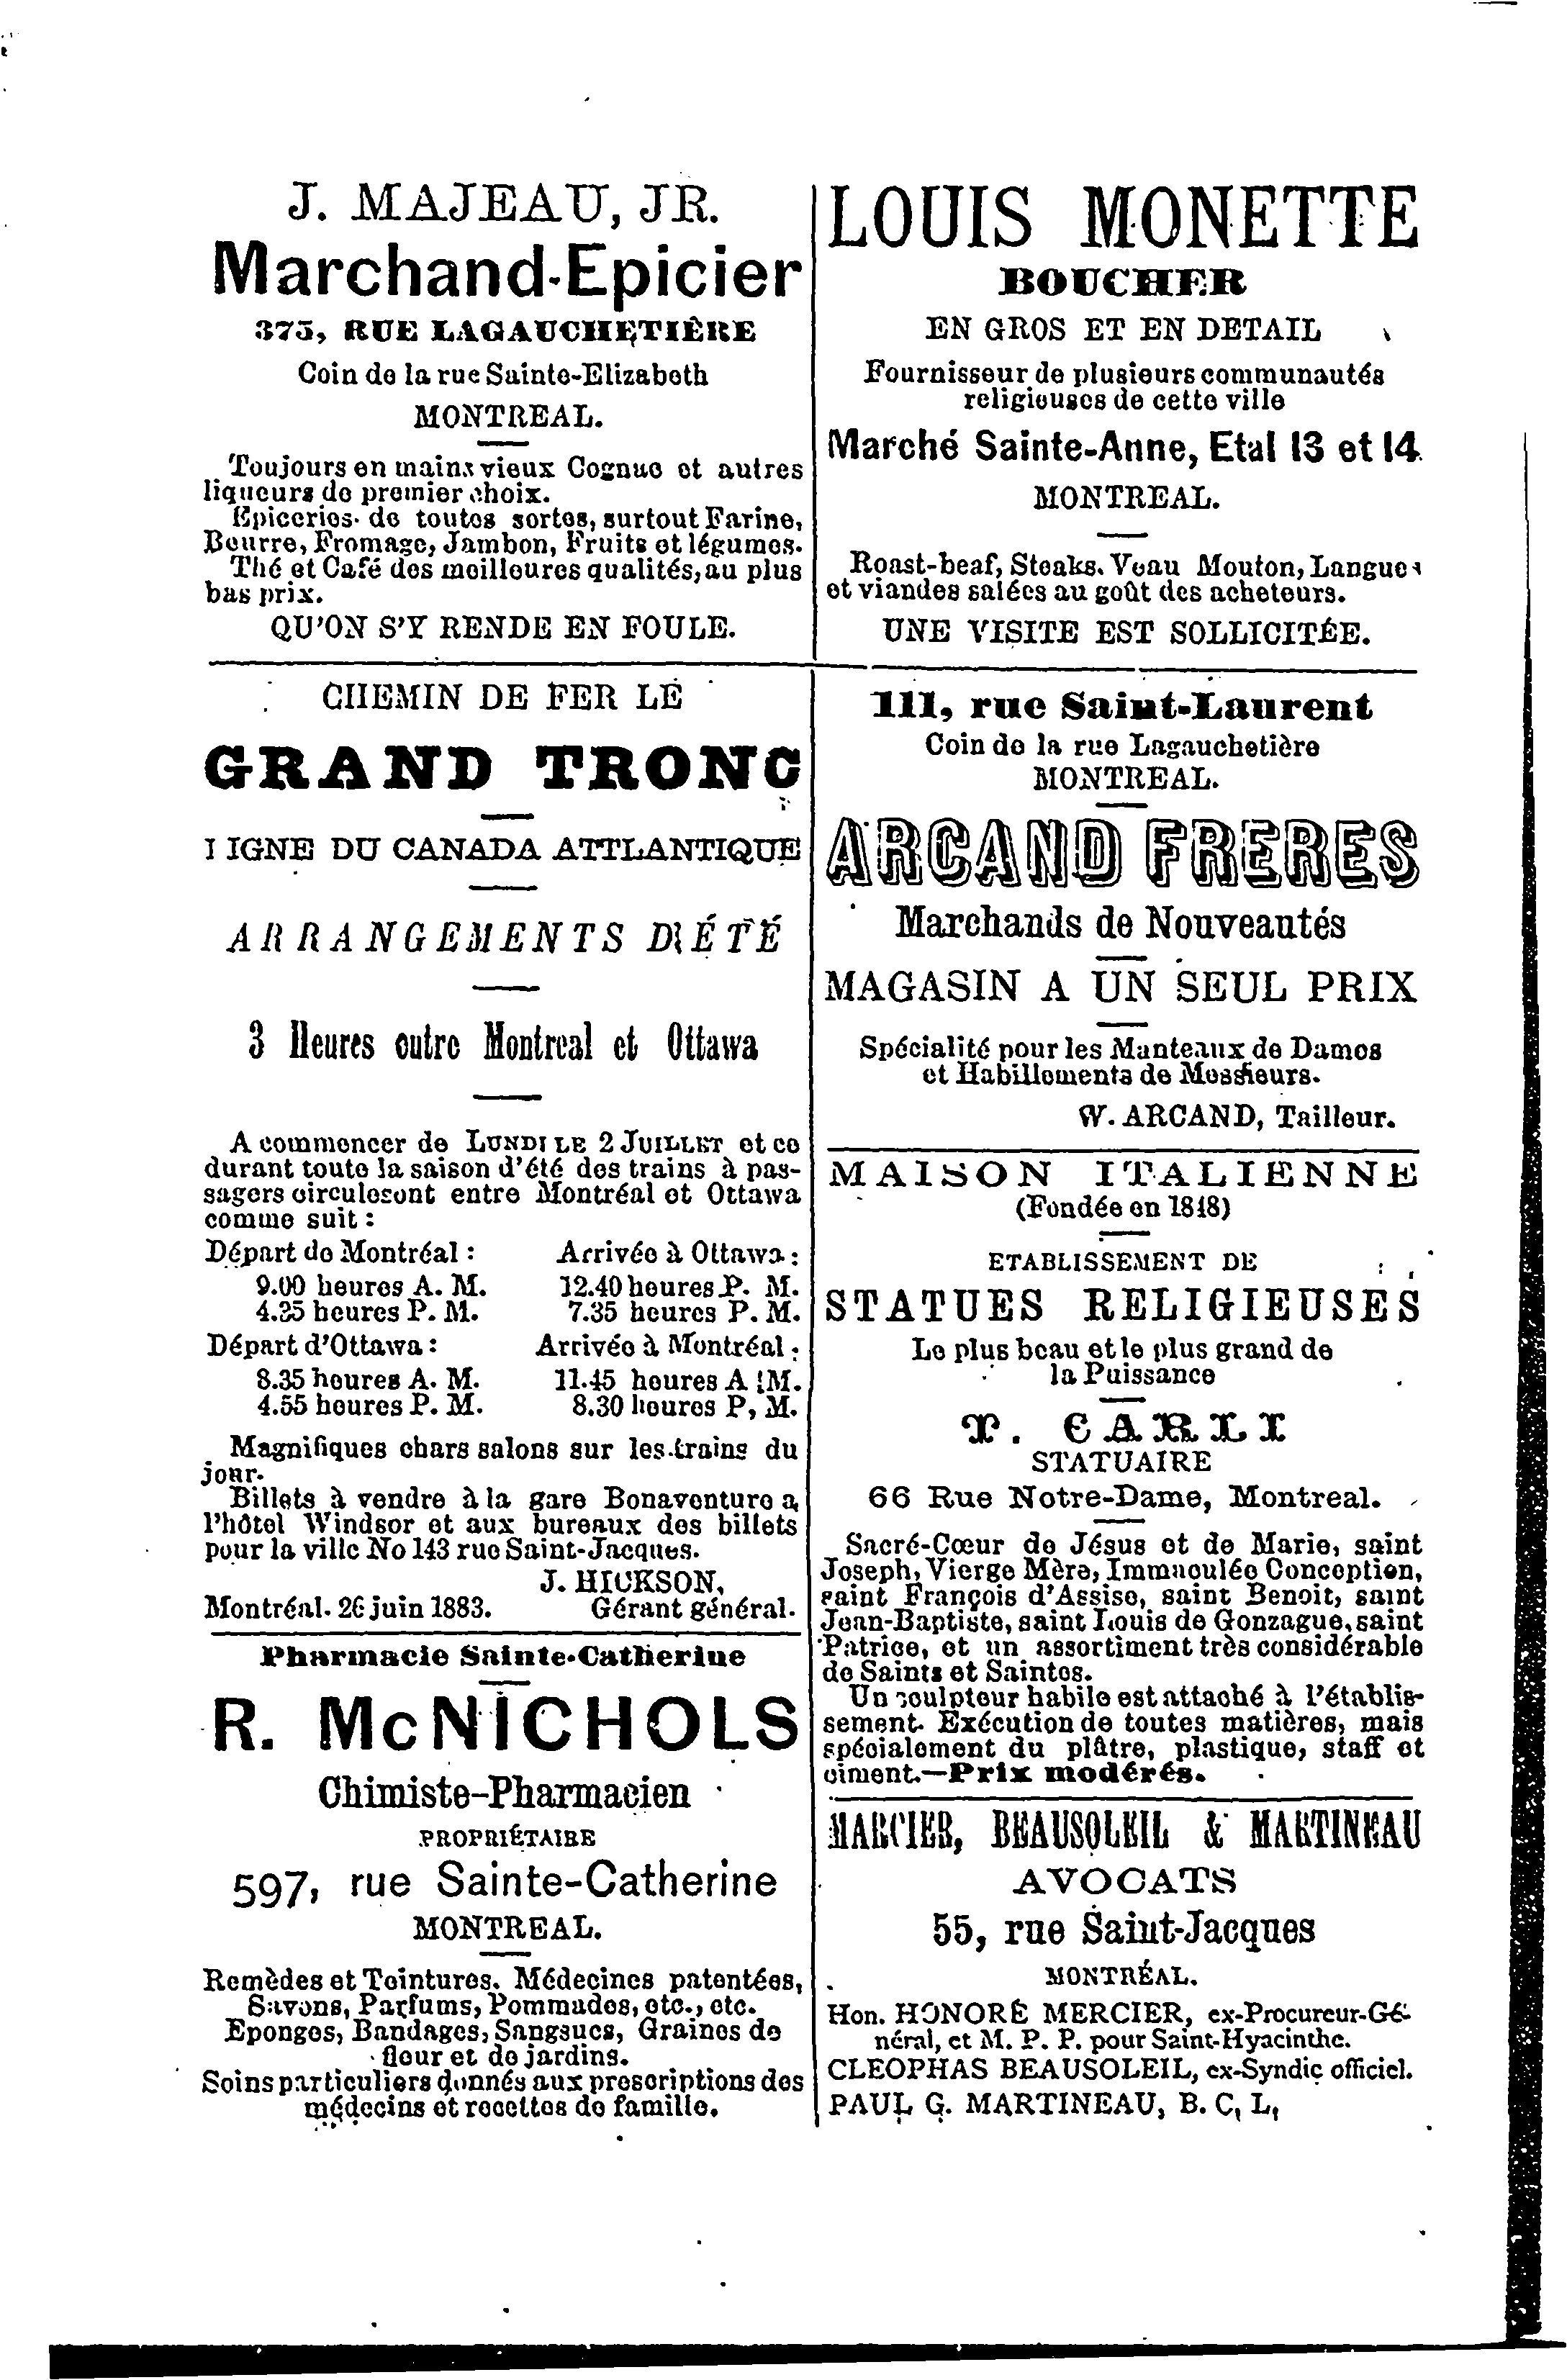 J. MAJEAU, JR.
Marchand-Epicier
375, RUE LAGAUCHETIÈRE
Coin de la rue Sainte-Elizabeth
MONTREAL.
Toujours en mains vieux Cognac et autres
liqueurs de premier choix.
Epiceries de toutes sortes, surtout Farine,
Beurre, Fromage, Jambon, Fruits et légumes.
Thé et Café des meilleures qualités, au plus
bas prix.
QU'ON S'Y RENDE EN FOULE.
CHEMIN DE FER LE
GRAND TRONC
LIGNE DU CANADA ATTLANTIQUE
ARRANGEMENTS D'ÉTÉ
3 Heures entre Montreal et Ottawa
A commencer de LUNDI LE 2 JUILLET et ce
durant toute la saison d'été des trains à pas-
sagers circuleront entre Montréal et Ottawa
comme suit :
Départ de Montréal : Arrivée à Ottawa :
9.00 heures A. M. 12.40 heures P. M.
4.35 heures P. M. 7.35 heures P. M.
Départ d'Ottawa : Arrivée à Montréal :
8.35 heures A. M. 11.45 heures A. M.
4.55 heures P. M. 8.30 heures P, M.
Magnifiques chars salons sur les trains du
jour.
Billets à vendre à la gare Bonaventure a
l'hôtel Windsor et aux bureaux des billets
pour la ville No 143 rue Saint-Jacques.
J. HICKSON,
Montréal. 26 juin 1883. Gérant général.
Pharmacie Sainte-Catherine
R. McNICHOLS
Chimiste-Pharmacien
PROPRIÉTAIRE
597, rue Sainte-Catherine
MONTREAL.
Remèdes et Teintures. Médecines patentées,
Savons, Parfums, Pommades, etc., etc.
Eponges, Bandages, Sangsues, Graines de
fleur et de jardins.
Soins particuliers donnés aux prescriptions des
médecins et recettes de famille.
LOUIS MONETTE
BOUCHER
EN GROS ET EN DETAIL
Fournisseur de plusieurs communautés
religieuses de cette ville
Marché Sainte-Anne, Etal 13 et 14.
MONTREAL.
Roast-beaf, Steaks. Veau Mouton, Langues
et viandes salées au goût des acheteurs.
UNE VISITE EST SOLLICITÉE.
111, rue Saint-Laurent
Coin de la rue Lagauchetière
MONTREAL.
ARCAND FRERES
Marchands de Nouveautés
MAGASIN A UN SEUL PRIX
Spécialité pour les Manteaux de Dames
et Habillements de Messieurs.
W. ARCAND, Tailleur.
MAISON ITALIENNE
(Fondée en 1848)
ETABLISSEMENT DE
STATUES RELIGIEUSES
Le plus beau et le plus grand de
la Puissance
T. CARLI
STATUAIRE
66 Rue Notre-Dame, Montreal.
Sacré-Cœur de Jésus et de Marie, saint
Joseph, Vierge Mère, Immaculée Conception,
saint François d'Assise, saint Benoit, saint
Jean-Baptiste, saint Louis de Gonzague, saint
Patrice, et un assortiment très considérable
de Saints et Saintes.
Un sculpteur habile est attaché à l'établis-
sement. Exécution de toutes matières, mais
spécialement du plâtre, plastique, staff et
ciment.—Prix modérés.
MARCIER, BEAUSOLEIL & MARTINEAU
AVOCATS
55, rue Saint-Jacques
MONTRÉAL.
Hon. HONORÉ MERCIER, ex-Procureur-Gé-
néral, et M. P. P. pour Saint-Hyacinthe.
CLEOPHAS BEAUSOLEIL, ex-Syndic officiel.
PAUL G. MARTINEAU, B. C, L,